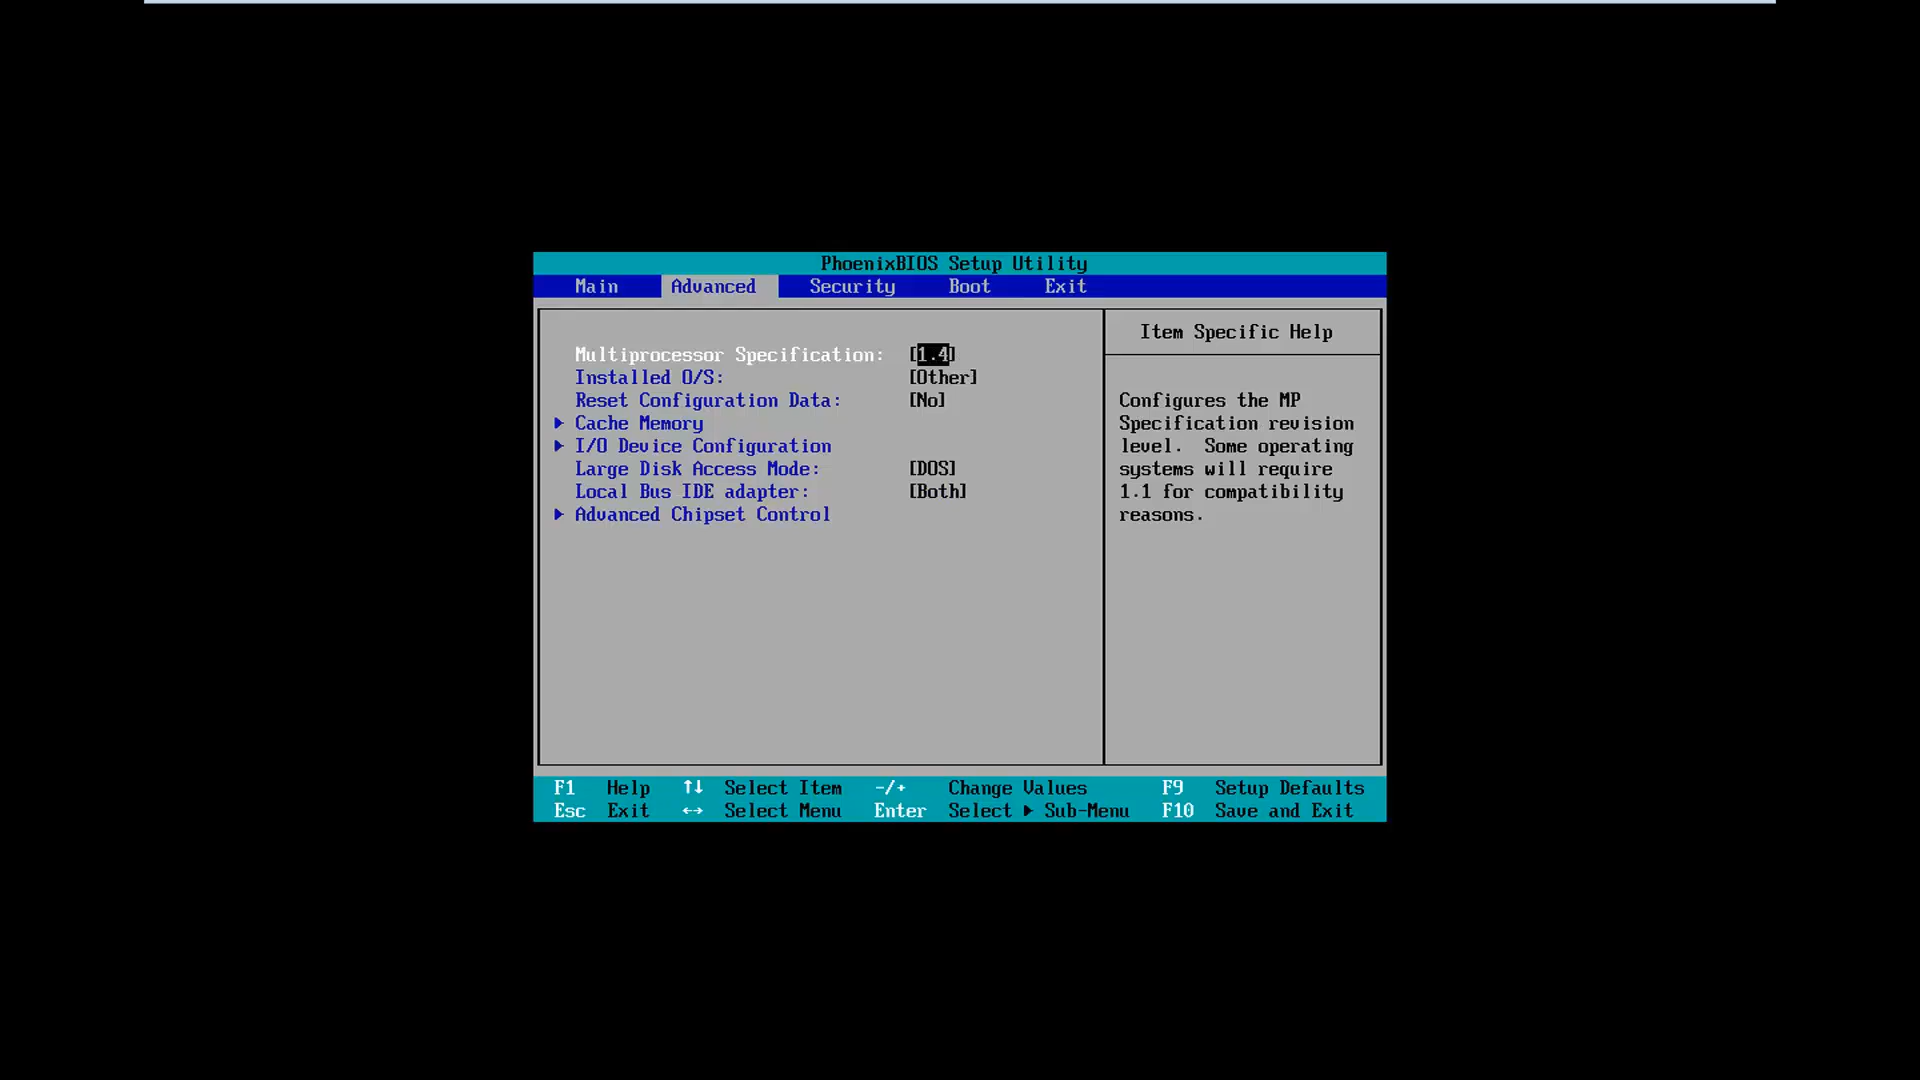 PhoenixBIOS Setup Utility
Main Advanced Security Boot Exit
Item Specific Help
Multiprocessor Specification: [1.4]
Installed O/S: [Other]
Reset Configuration Data: [No]
▶ Cache Memory
▶ I/O Device Configuration
Large Disk Access Mode: [DOS]
Local Bus IDE adapter: [Both]
▶ Advanced Chipset Control
Configures the MP
Specification revision
level. Some operating
systems will require
1.1 for compatibility
reasons.
F1 Help ↑↓ Select Item -/+ Change Values F9 Setup Defaults
Esc Exit ↔ Select Menu Enter Select ▶ Sub-Menu F10 Save and Exit